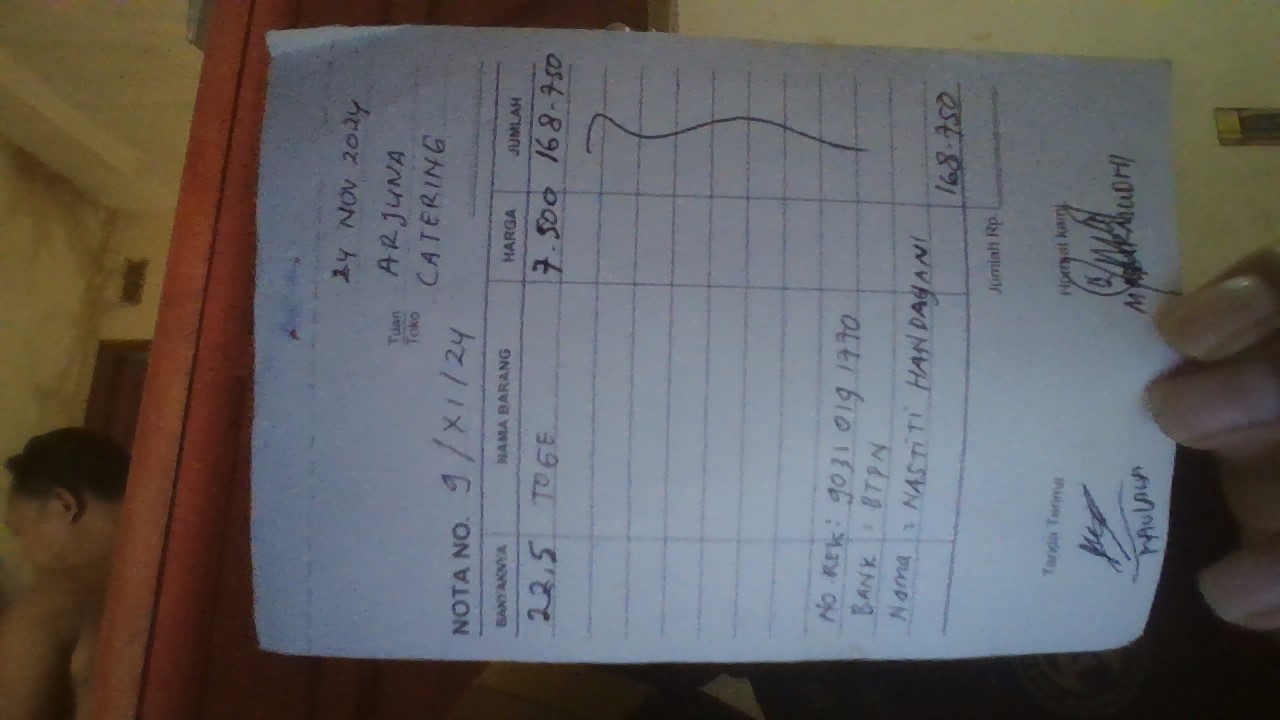 24 NOV 2024
Tuan
Toko
ARJUNA
CATERING
NOTA NO. 9/XI/24
BANYAKNYA NAMA BARANG HARGA JUMLAH
22,5 TOGE 7.500 168.750
NO REK: 9031 019 1770
BANK : BTPN
Nama : NASTITI HANDAYANI
168.750
Jumlah Rp.
Tanda Terima Hormat kami
MAULANA